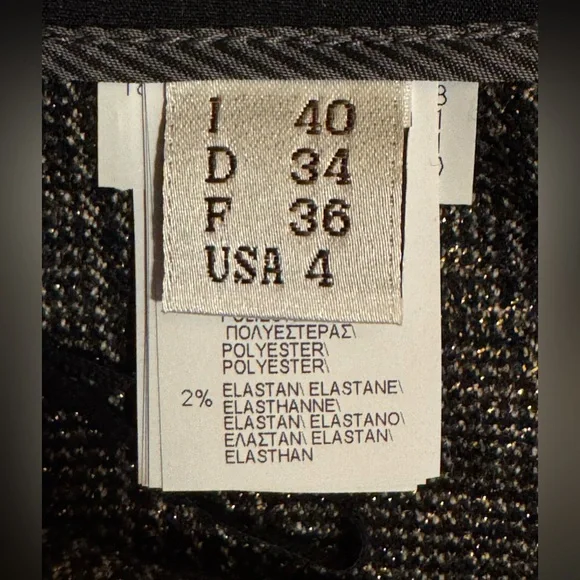 I 40
D 34
F 36
USA 4
ΠΟΛΥΕΣΤΕΡΑΣ\
POLYESTER\
POLYESTER\
2% ELASTAN\ ELASTANE\
ELASTHANNE\
ELASTAN\ ELASTANO\
ΕΛΑΣΤΑΝ\ ELASTAN\
ELASTHAN